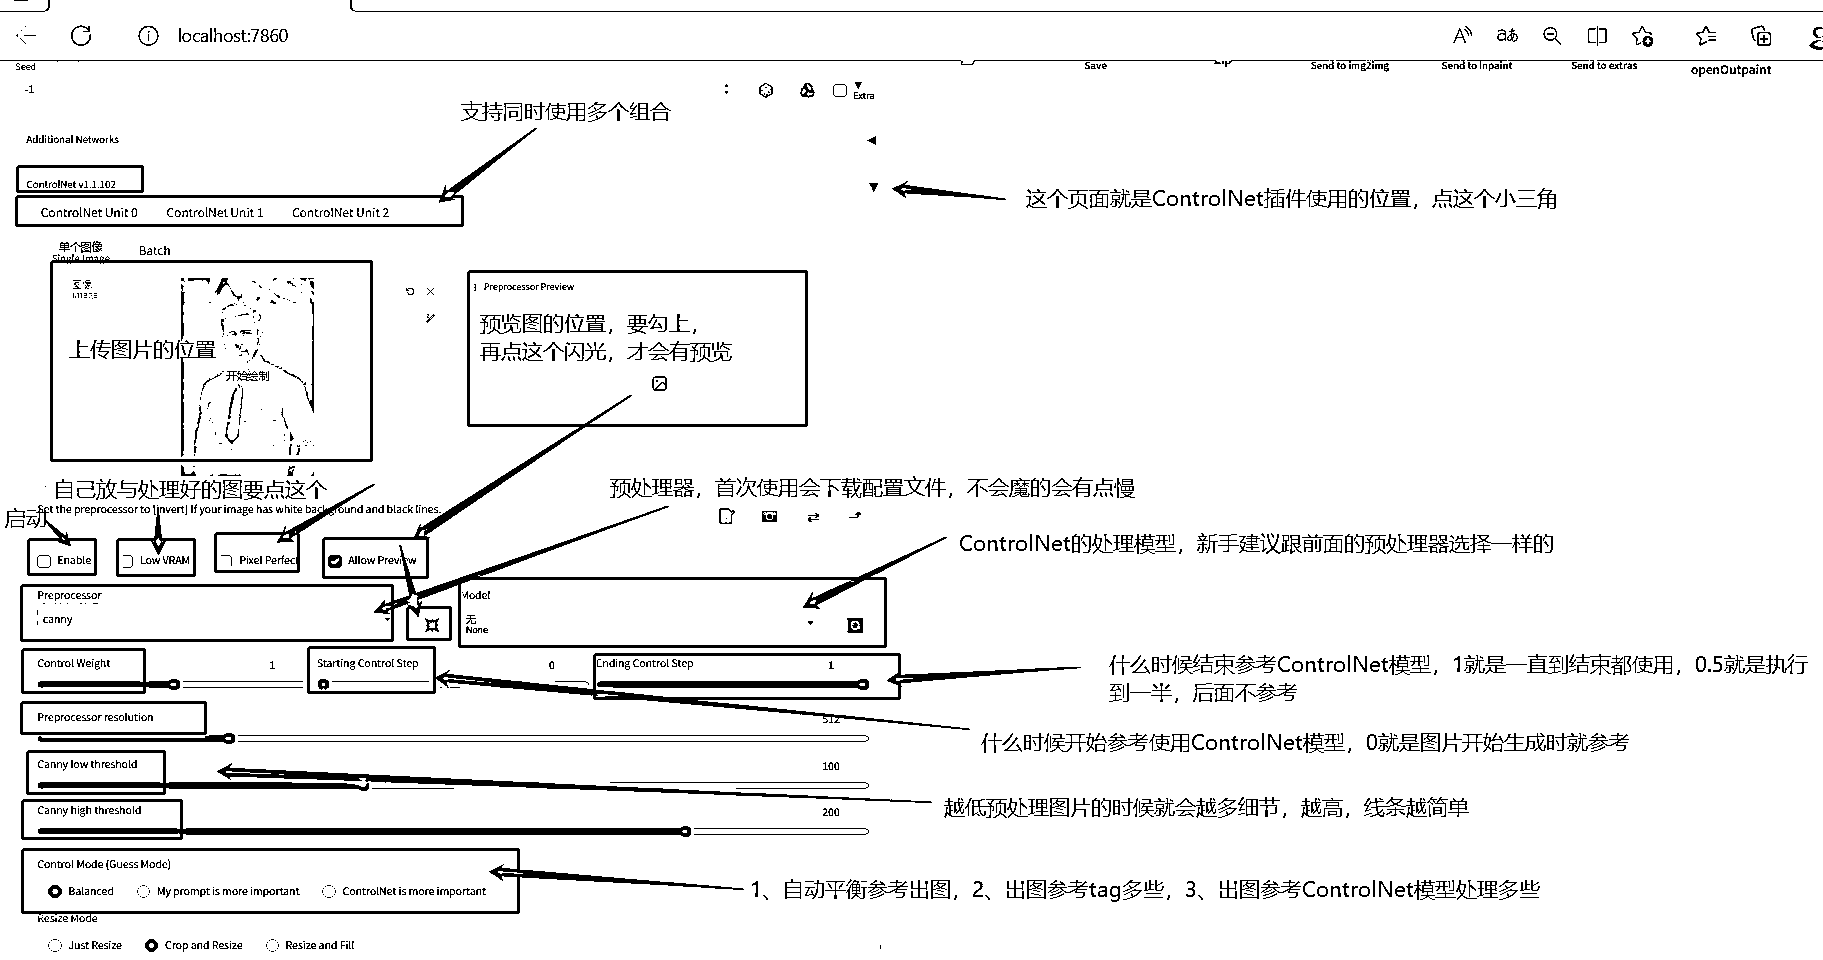 localhost:7860
Seed
Save
Send to img2img
Send to inpaint
Send to extras
openOutpaint
-1
Extra
支持同时使用多个组合
Additional Networks
ControlNet v1.1.102
这个页面就是ControlNet插件使用的位置，点这个小三角
ControlNet Unit 0
ControlNet Unit 1
ControlNet Unit 2
单个图像
Single Image
Batch
图像
Image
Preprocessor Preview
上传图片的位置
预览图的位置，要勾上，
再点这个闪光，才会有预览
开始绘制
自己放与处理好的图要点这个
预处理器，首次使用会下载配置文件，不会魔的会有点慢
Set the preprocessor to [invert] If your image has white background and black lines.
启动
ControlNet的处理模型，新手建议跟前面的预处理器选择一样的
Enable
Low VRAM
Pixel Perfect
Allow Preview
Preprocessor
canny
Model
无
None
Control Weight
1
Starting Control Step
0
Ending Control Step
1
什么时候结束参考ControlNet模型，1就是一直到结束都使用，0.5就是执行
到一半，后面不参考
Preprocessor resolution
512
什么时候开始参考使用ControlNet模型，0就是图片开始生成时就参考
Canny low threshold
100
越低预处理图片的时候就会越多细节，越高，线条越简单
Canny high threshold
200
Control Mode (Guess Mode)
Balanced
My prompt is more important
ControlNet is more important
1、自动平衡参考出图，2、出图参考tag多些，3、出图参考ControlNet模型处理多些
Resize Mode
Just Resize
Crop and Resize
Resize and Fill